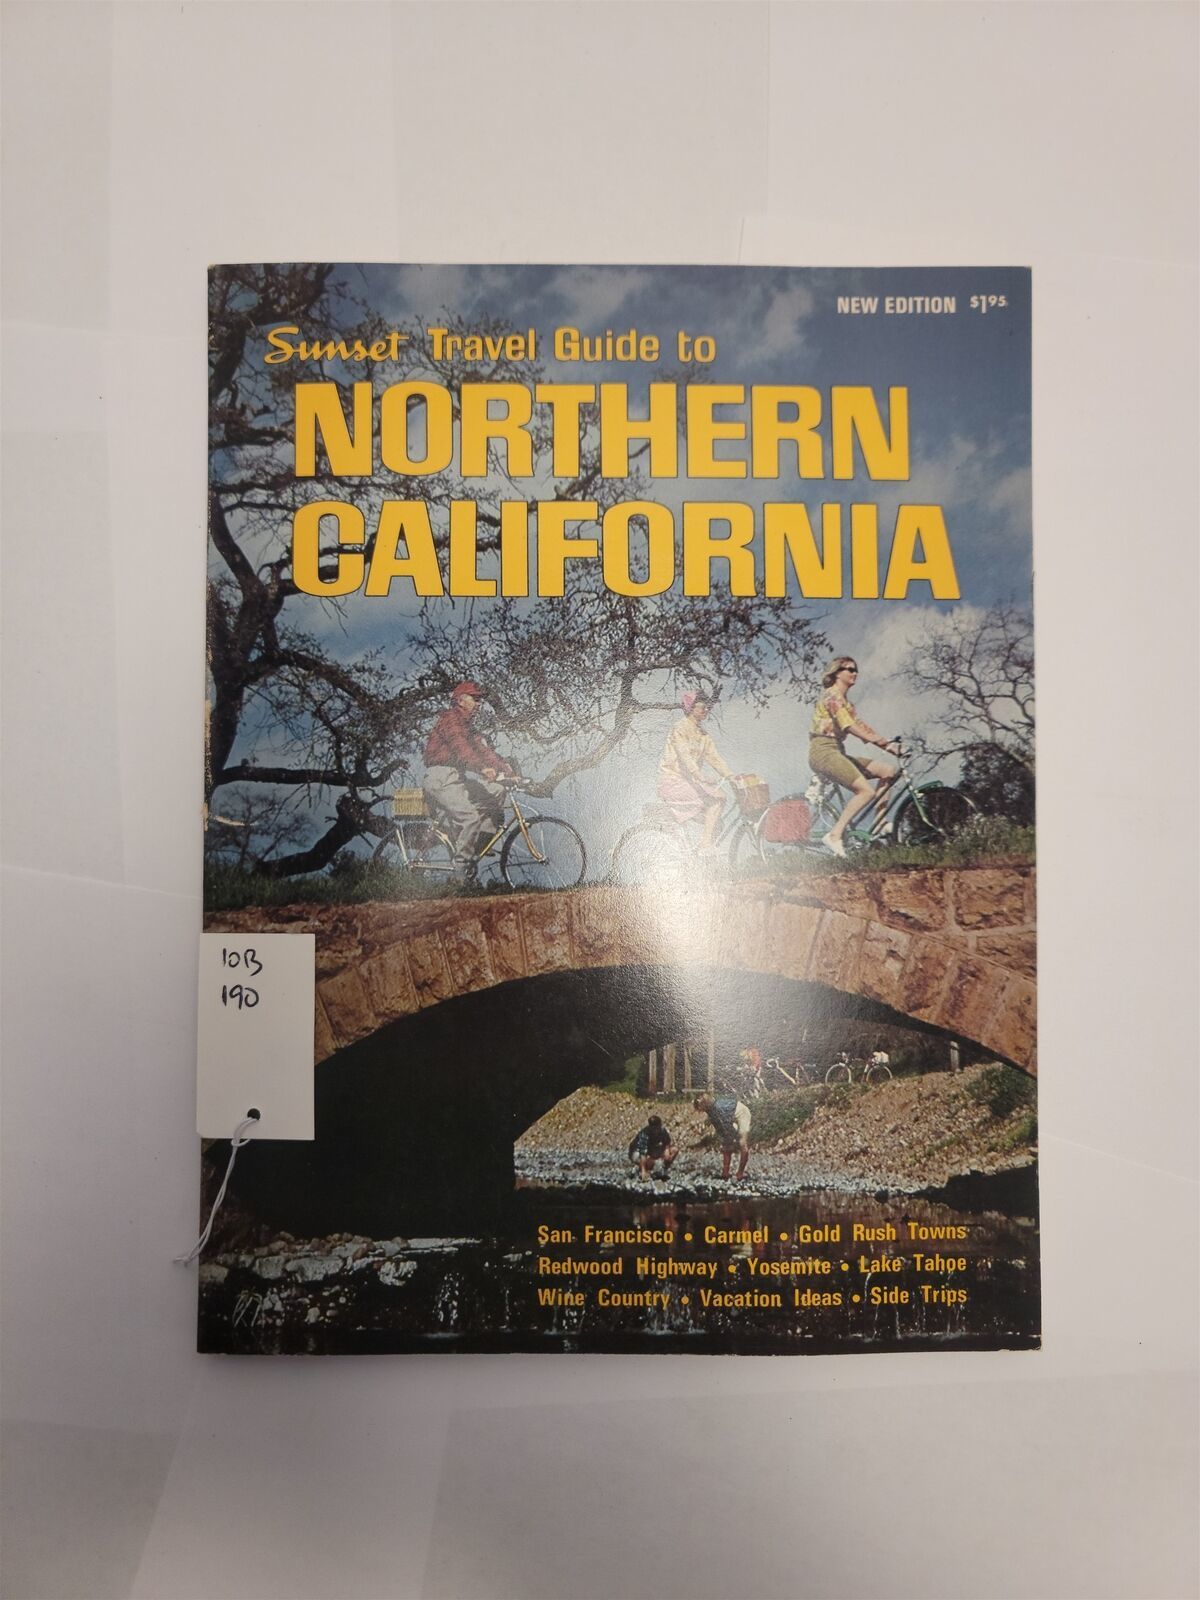 NEW EDITION $1.95
Sunset Travel Guide to
NORTHERN
CALIFORNIA
10B
190
San Francisco • Carmel • Gold Rush Towns
Redwood Highway • Yosemite • Lake Tahoe
Wine Country • Vacation Ideas • Side Trips